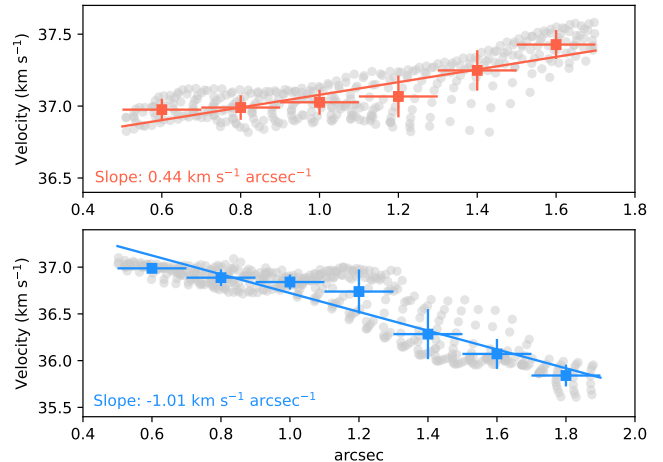 37.5
37.0
36.5
Velocity (km s⁻¹)
Slope: 0.44 km s⁻¹ arcsec⁻¹
0.4 0.6 0.8 1.0 1.2 1.4 1.6 1.8
37.0
36.5
36.0
35.5
Velocity (km s⁻¹)
Slope: -1.01 km s⁻¹ arcsec⁻¹
0.4 0.6 0.8 1.0 1.2 1.4 1.6 1.8 2.0
arcsec